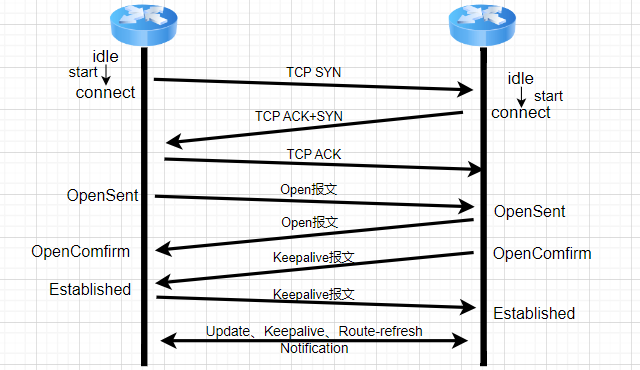 idle
start
connect
TCP SYN
idle
start
connect
TCP ACK+SYN
TCP ACK
OpenSent
Open报文
OpenSent
Open报文
OpenComfirm
Keepalive报文
OpenComfirm
Established
Keepalive报文
Established
Update、Keepalive、Route-refresh
Notification